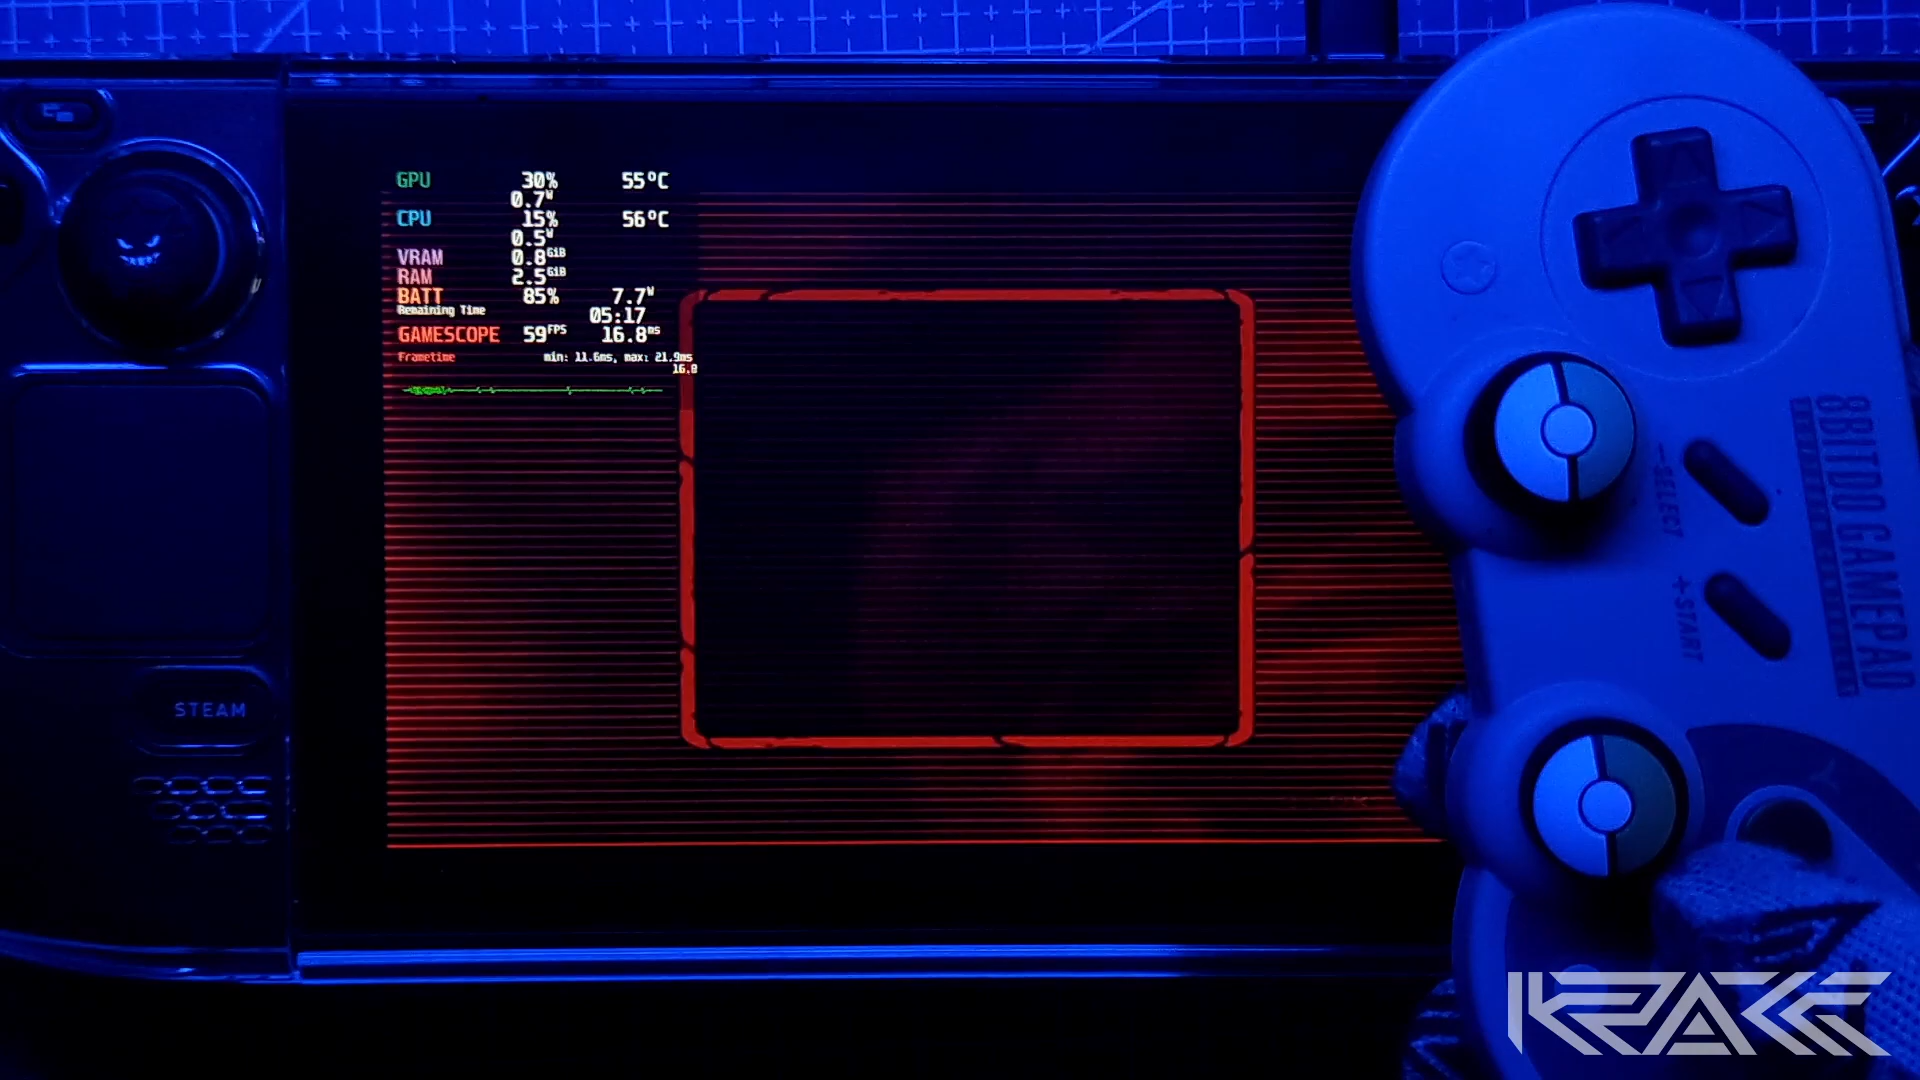 GPU 30% 55°C
0.7W
CPU 15% 56°C
0.5W
VRAM 0.8GiB
RAM 2.5GiB
BATT 85% 7.7W
Remaining Time 05:17
GAMESCOPE 59FPS 16.8ms
Frametime min: 11.6ms, max: 21.9ms
16.8
STEAM
-SELECT
+START
8BITDO GAMEPAD